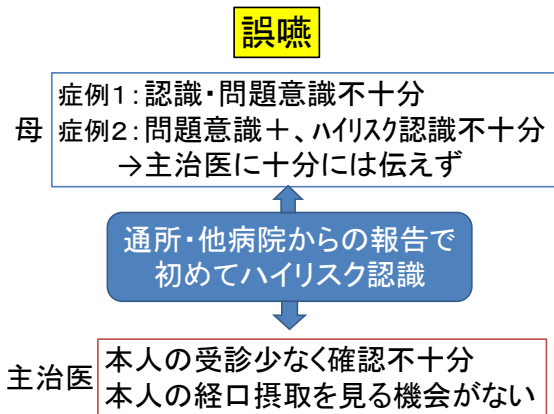 誤嚥
症例１：認識・問題意識不十分
母 症例２：問題意識＋、ﾊｲﾘｽｸ認識不十分
→主治医に十分には伝えず
通所・他病院からの報告で
初めてハイリスク認識
主治医 本人の受診少なく確認不十分
本人の経口摂取を見る機会がない